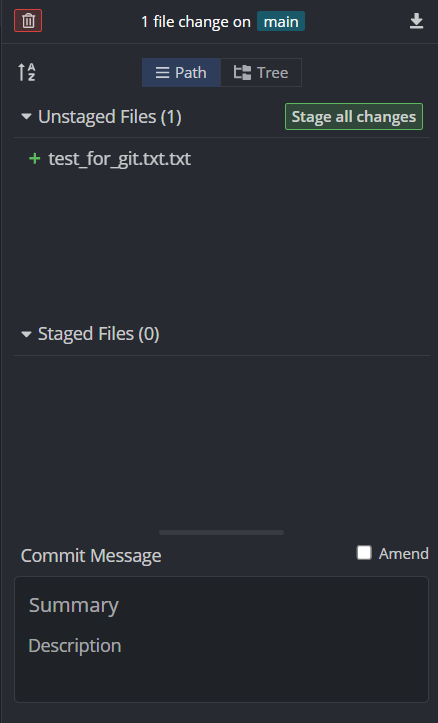 1 file change on main
A Z
Path Tree
Unstaged Files (1) Stage all changes
+ test_for_git.txt.txt
Staged Files (0)
Commit Message Amend
Summary
Description